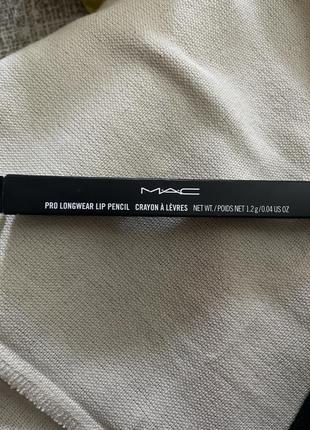 MAC
PRO LONGWEAR LIP PENCIL CRAYON À LÈVRES NET WT. / POIDS NET 1.2 g / 0.04 US OZ